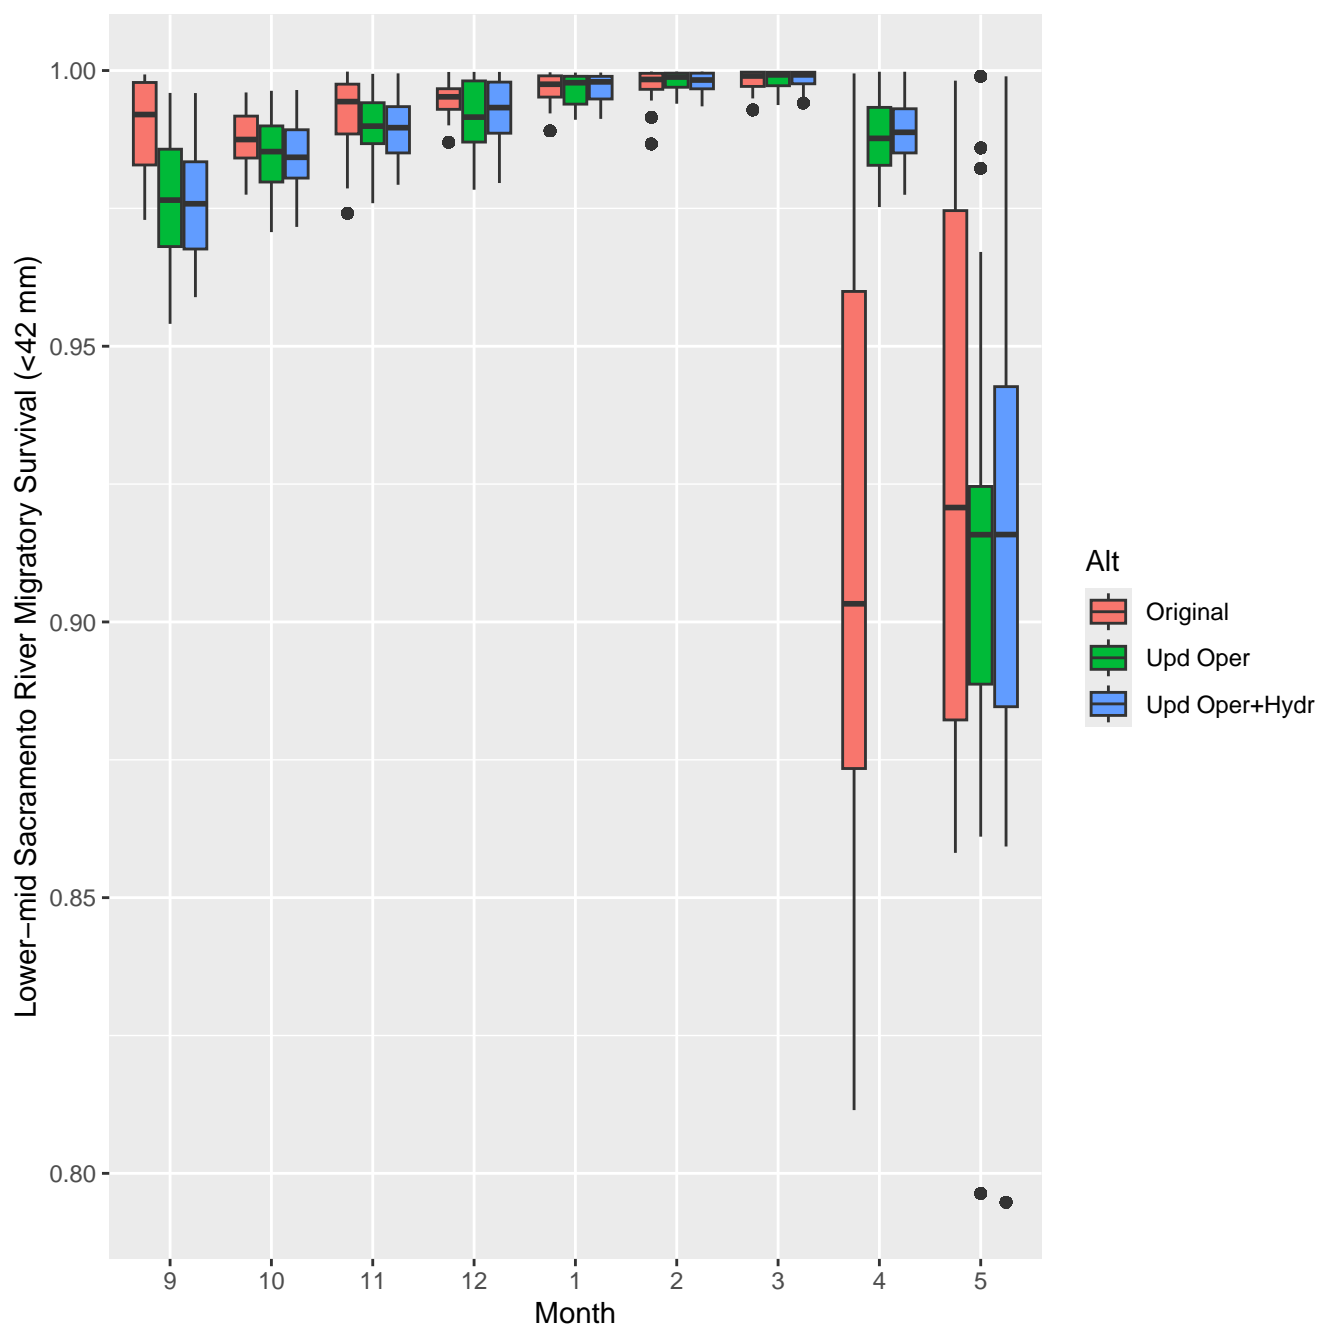 Lower−mid Sacramento River Migratory Survival (<42 mm)
1.00
0.95
0.90
0.85
0.80
9 10 11 12 1 2 3 4 5
Month
Alt
Original
Upd Oper
Upd Oper+Hydr